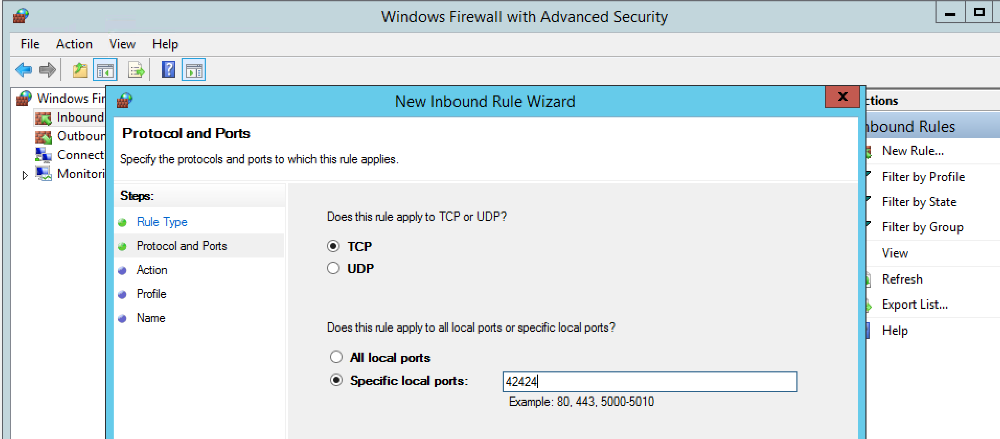 Windows Firewall with Advanced Security
File Action View Help
Windows Fir
Inbound
Outboun
Connect
Monitori
New Inbound Rule Wizard
x
Protocol and Ports
Specify the protocols and ports to which this rule applies.
Steps:
Rule Type
Protocol and Ports
Action
Profile
Name
Does this rule apply to TCP or UDP?
TCP
UDP
Does this rule apply to all local ports or specific local ports?
All local ports
Specific local ports: 42424
Example: 80, 443, 5000-5010
ctions
nbound Rules
New Rule...
Filter by Profile
Filter by State
Filter by Group
View
Refresh
Export List...
Help